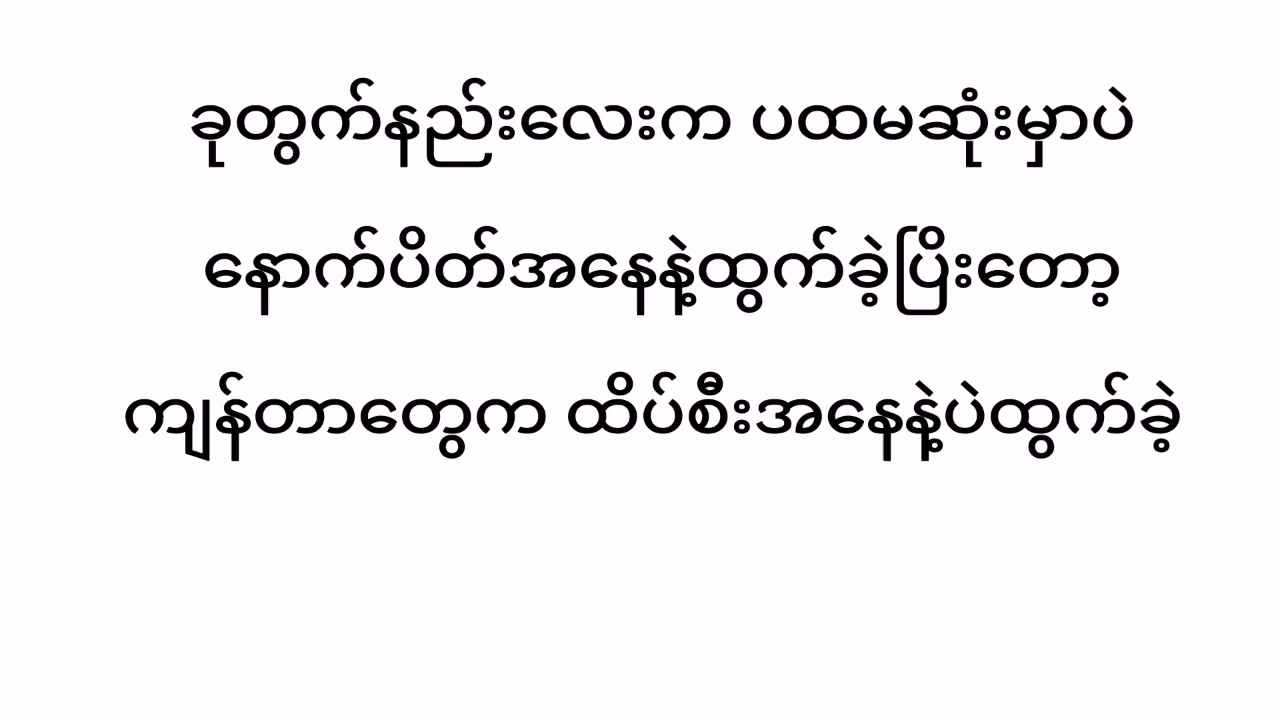 ခုတွက်နည်းလေးက ပထမဆုံးမှာပဲ
နောက်ပိတ်အနေနဲ့ထွက်ခဲ့ပြီးတော့
ကျန်တာတွေက ထိပ်စီးအနေနဲ့ပဲထွက်ခဲ့